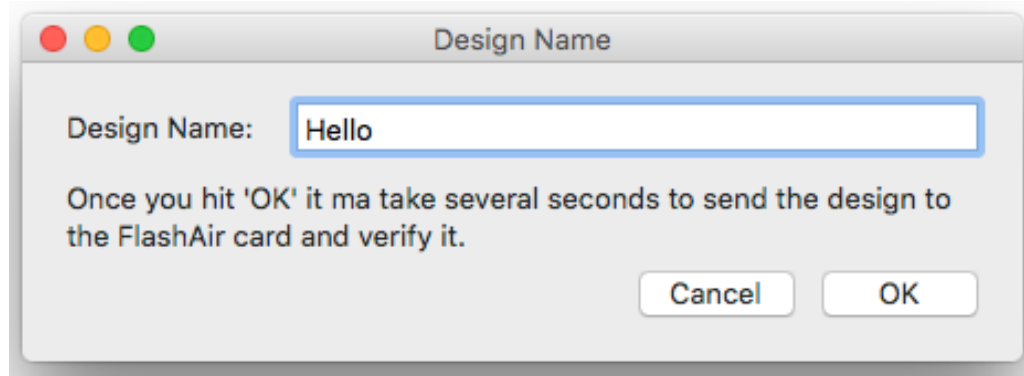 Design Name
Design Name: Hello
Once you hit 'OK' it ma take several seconds to send the design to
the FlashAir card and verify it.
Cancel OK